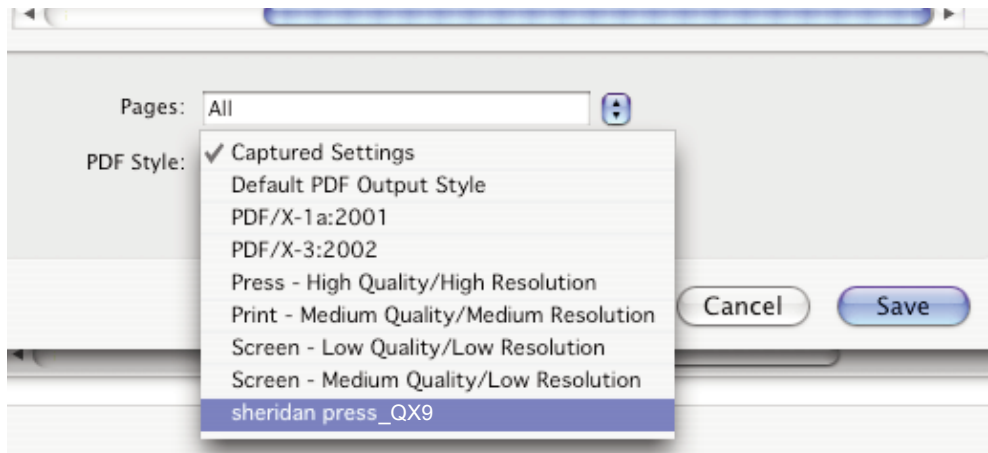 Pages: All
PDF Style: ✓ Captured Settings
Default PDF Output Style
PDF/X-1a:2001
PDF/X-3:2002
Press - High Quality/High Resolution
Print - Medium Quality/Medium Resolution
Screen - Low Quality/Low Resolution
Screen - Medium Quality/Low Resolution
sheridan press_QX9
Cancel Save